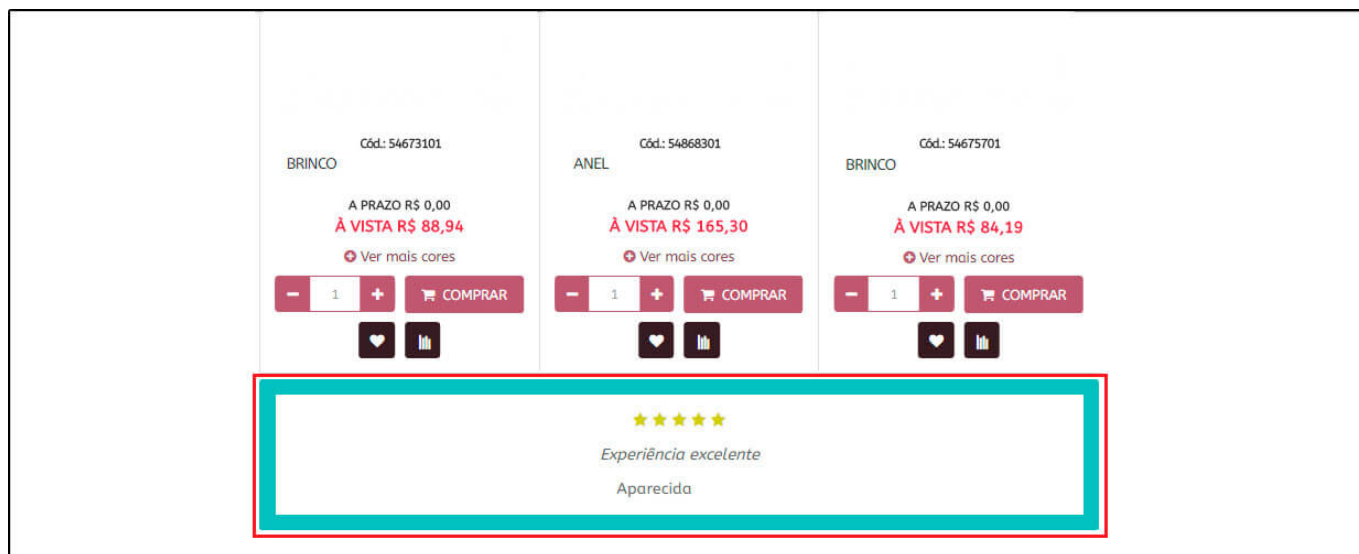 Cód.: 54673101
BRINCO
A PRAZO R$ 0,00
À VISTA R$ 88,94
Ver mais cores
1
COMPRAR
Cód.: 54868301
ANEL
A PRAZO R$ 0,00
À VISTA R$ 165,30
Ver mais cores
1
COMPRAR
Cód.: 54675701
BRINCO
A PRAZO R$ 0,00
À VISTA R$ 84,19
Ver mais cores
1
COMPRAR
Experiência excelente
Aparecida